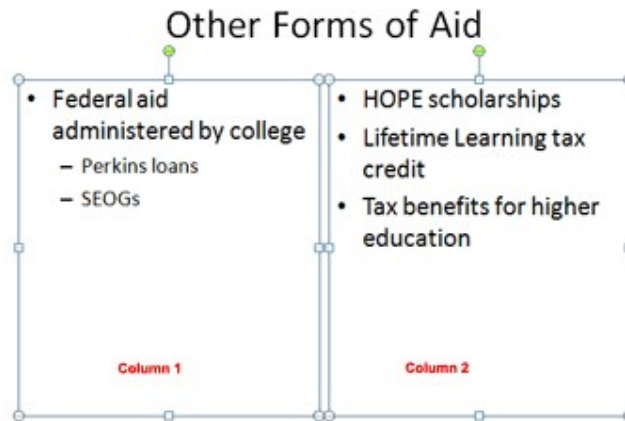 Other Forms of Aid
• Federal aid
administered by college
– Perkins loans
– SEOGs
Column 1
• HOPE scholarships
• Lifetime Learning tax
credit
• Tax benefits for higher
education
Column 2